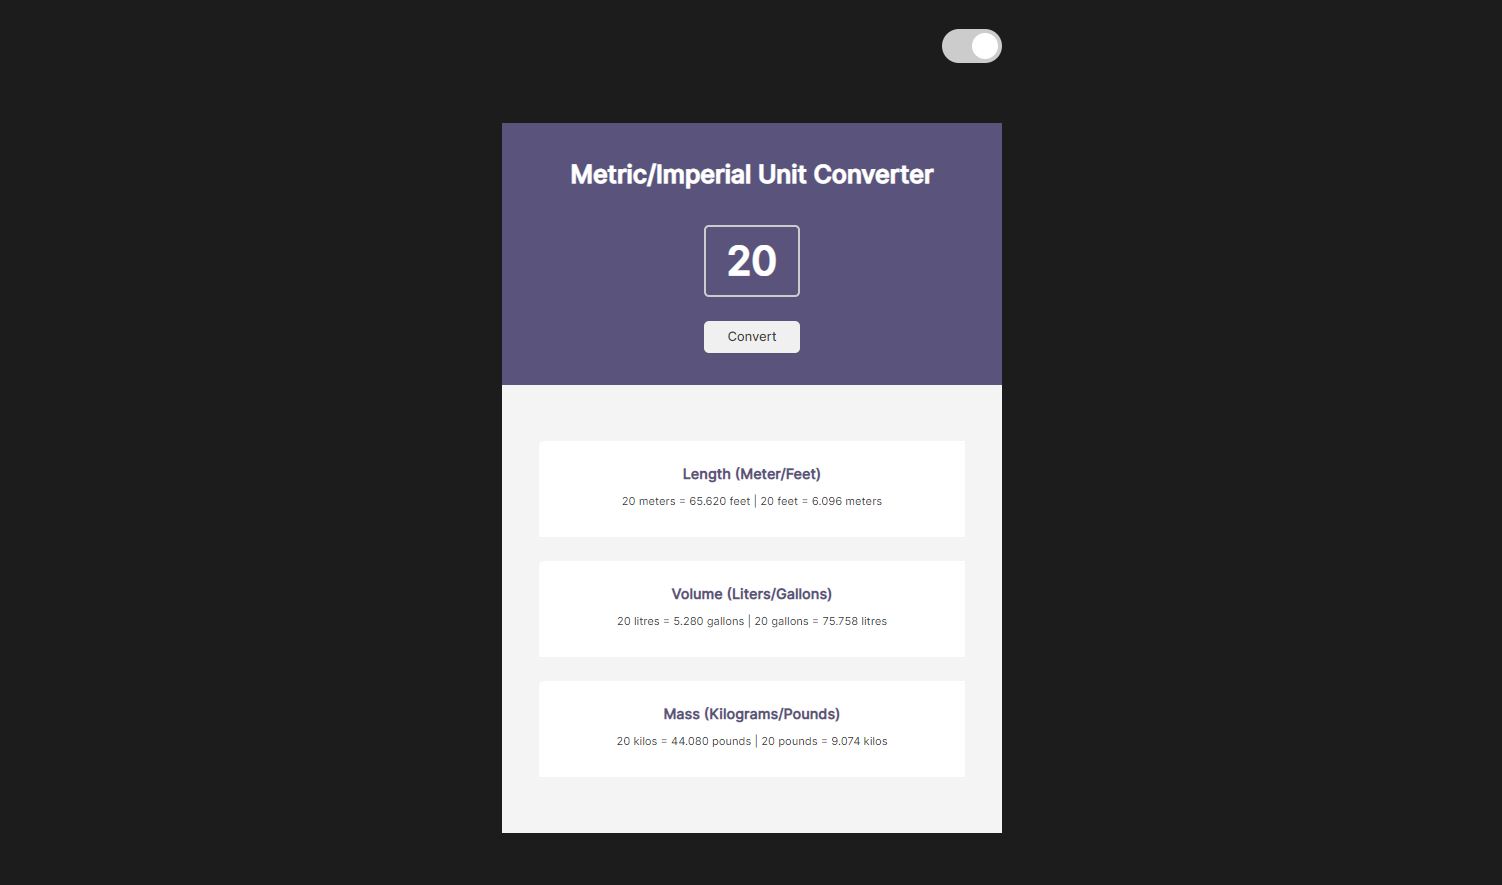 Metric/Imperial Unit Converter
20
Convert
Length (Meter/Feet)
20 meters = 65.620 feet | 20 feet = 6.096 meters
Volume (Liters/Gallons)
20 litres = 5.280 gallons | 20 gallons = 75.758 litres
Mass (Kilograms/Pounds)
20 kilos = 44.080 pounds | 20 pounds = 9.074 kilos